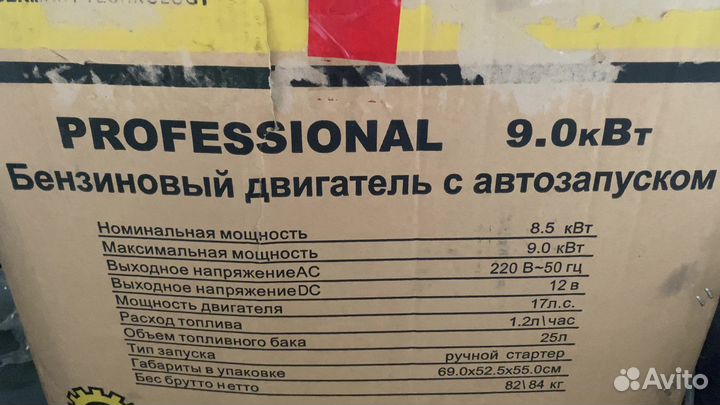 TECHNOLOGY
PROFESSIONAL 9.0кВт
Бензиновый двигатель с автозапуском
Номинальная мощность 8.5 кВт
Максимальная мощность 9.0 кВт
Выходное напряжениеAC 220 В~50 гц
Выходное напряжениеDC 12 в
Мощность двигателя 17л.с.
Расход топлива 1.2л\час
Объем топливного бака 25л
Тип запуска ручной стартер
Габариты в упаковке 69.0x52.5x55.0см
Бес брутто нетто 82\84 кг
Avito